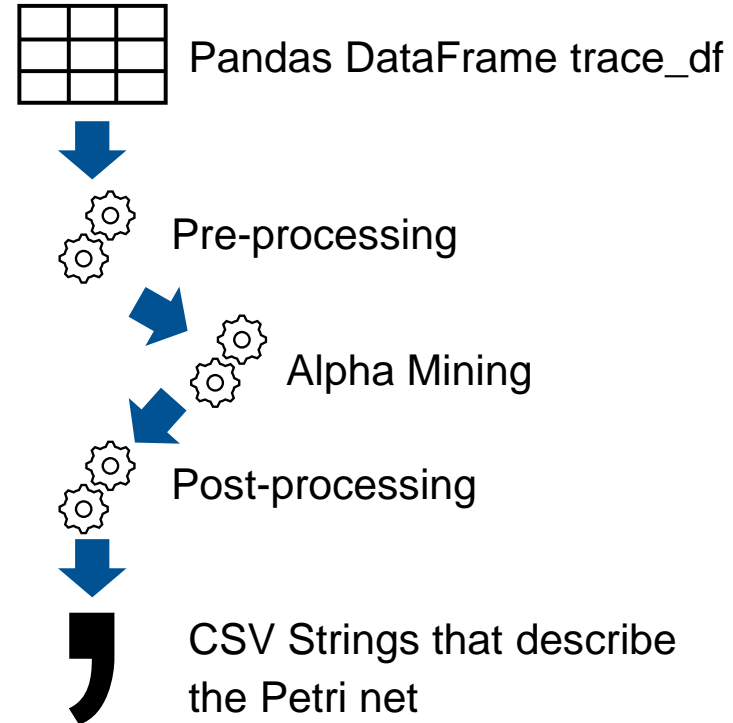 Pandas DataFrame trace_df
Pre-processing
Alpha Mining
Post-processing
CSV Strings that describe
the Petri net